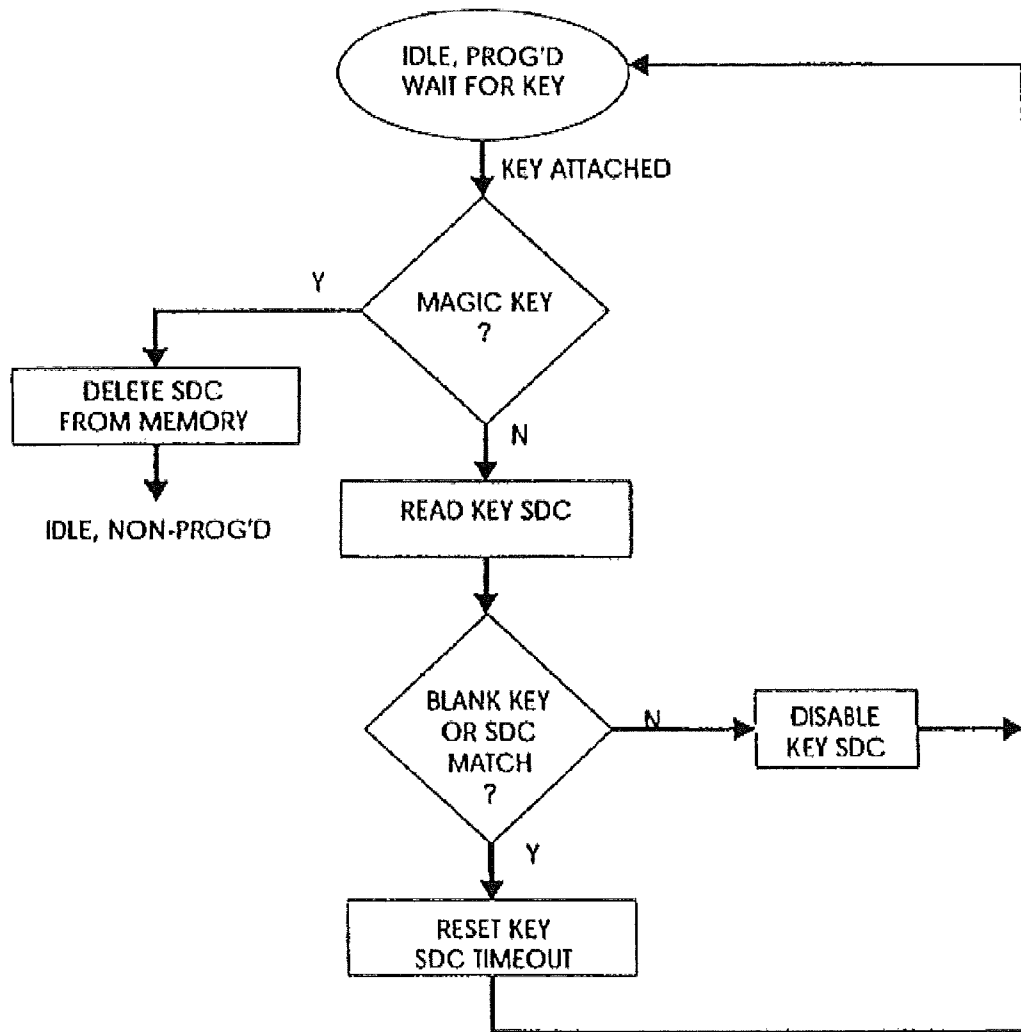 IDLE, PROG'D
WAIT FOR KEY
KEY ATTACHED
Y
MAGIC KEY
?
DELETE SDC
FROM MEMORY
N
IDLE, NON-PROG'D
READ KEY SDC
BLANK KEY
OR SDC
MATCH
?
N
DISABLE
KEY SDC
Y
RESET KEY
SDC TIMEOUT